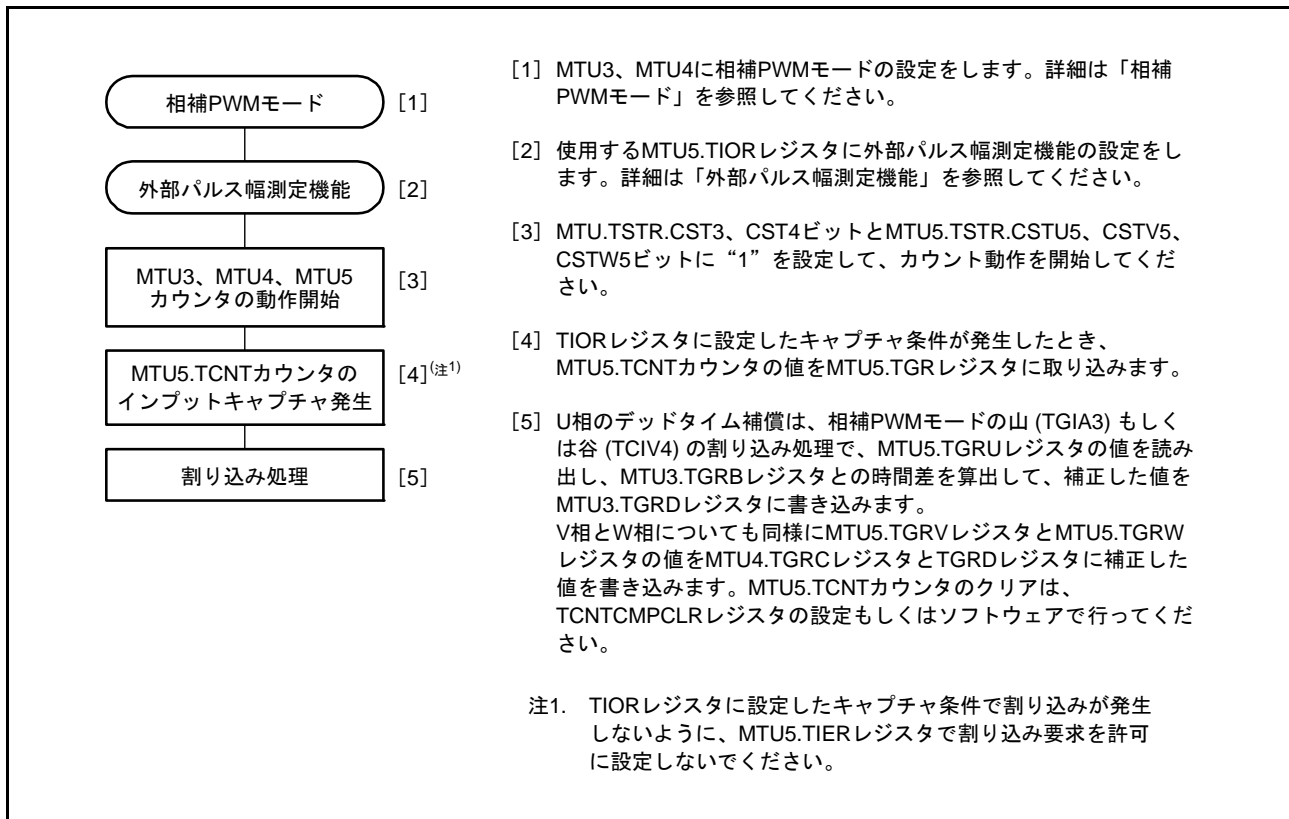 相補PWMモード [1]
外部パルス幅測定機能 [2]
MTU3、MTU4、MTU5
カウンタの動作開始 [3]
MTU5.TCNTカウンタの
インプットキャプチャ発生 [4](注1)
割り込み処理 [5]
[1] MTU3、MTU4に相補PWMモードの設定をします。詳細は「相補
PWMモード」を参照してください。
[2] 使用するMTU5.TIORレジスタに外部パルス幅測定機能の設定をし
ます。詳細は「外部パルス幅測定機能」を参照してください。
[3] MTU.TSTR.CST3、CST4ビットとMTU5.TSTR.CSTU5、CSTV5、
CSTW5ビットに“1”を設定して、カウント動作を開始してくだ
さい。
[4] TIORレジスタに設定したキャプチャ条件が発生したとき、
MTU5.TCNTカウンタの値をMTU5.TGRレジスタに取り込みます。
[5] U相のデッドタイム補償は、相補PWMモードの山 (TGIA3) もしく
は谷 (TCIV4) の割り込み処理で、MTU5.TGRUレジスタの値を読み
出し、MTU3.TGRBレジスタとの時間差を算出して、補正した値を
MTU3.TGRDレジスタに書き込みます。
V相とW相についても同様にMTU5.TGRVレジスタとMTU5.TGRW
レジスタの値をMTU4.TGRCレジスタとTGRDレジスタに補正した
値を書き込みます。MTU5.TCNTカウンタのクリアは、
TCNTCMPCLRレジスタの設定もしくはソフトウェアで行ってくだ
さい。
注1. TIORレジスタに設定したキャプチャ条件で割り込みが発生
しないように、MTU5.TIERレジスタで割り込み要求を許可
に設定しないでください。